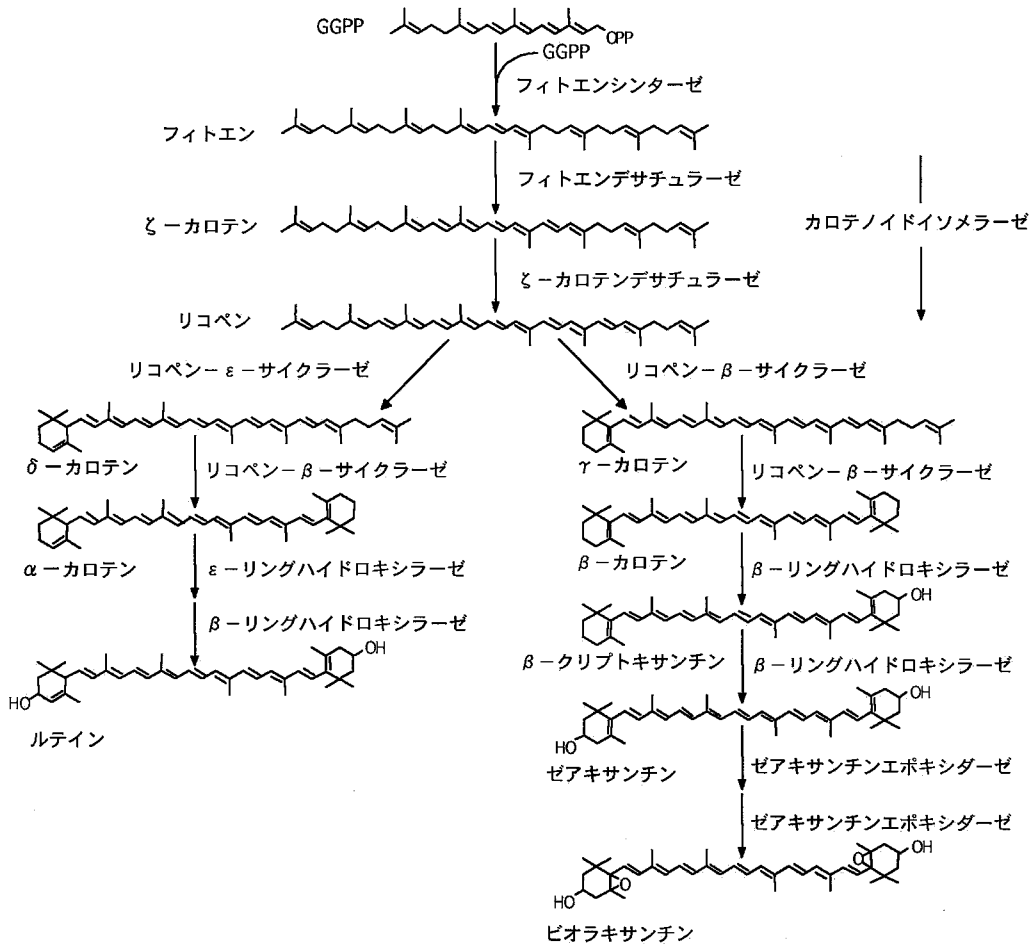 GGPP
OPP
GGPP
フィトエンシンターゼ
フィトエン
フィトエンデサチュラーゼ
ζーカロテン
カロテノイドイソメラーゼ
ζ－カロテンデサチュラーゼ
リコペン
リコペン－ε－サイクラーゼ
リコペン－β－サイクラーゼ
δーカロテン
リコペン－β－サイクラーゼ
γ－カロテン
リコペン－β－サイクラーゼ
αーカロテン
ε－リングハイドロキシラーゼ
β－カロテン
β－リングハイドロキシラーゼ
β－リングハイドロキシラーゼ
OH
OH
β－クリプトキサンチン
β－リングハイドロキシラーゼ
HO
OH
ルテイン
HO
ゼアキサンチン
ゼアキサンチンエポキシダーゼ
ゼアキサンチンエポキシダーゼ
OH
O
O
HO
ビオラキサンチン